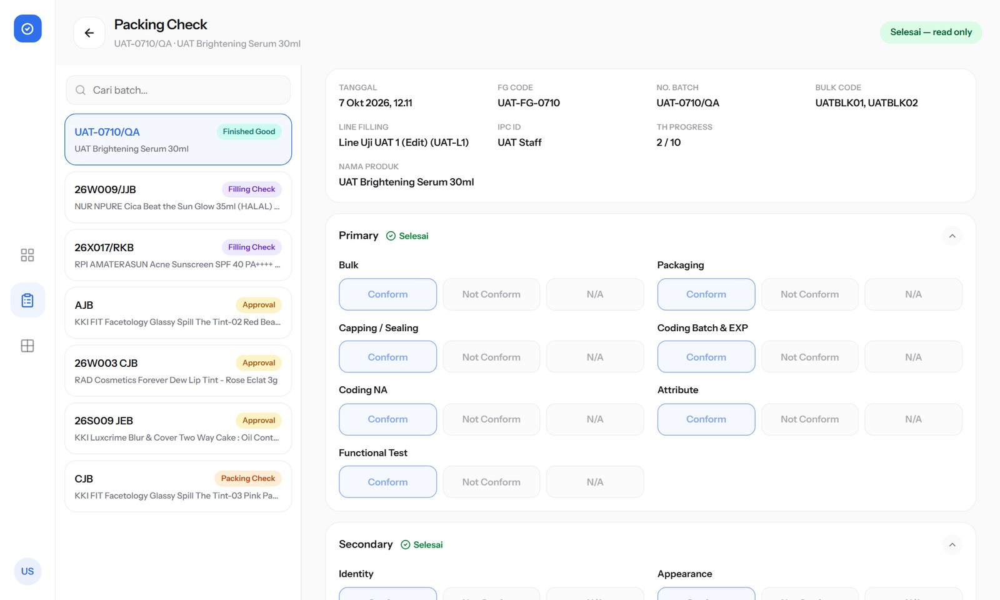 Packing Check
UAT-0710/QA · UAT Brightening Serum 30ml
Selesai — read only
Cari batch...
UAT-0710/QA
Finished Good
UAT Brightening Serum 30ml
26W009/JJB
Filling Check
NUR NPURE Cica Beat the Sun Glow 35ml (HALAL) ...
26X017/RKB
Filling Check
RPI AMATERASUN Acne Sunscreen SPF 40 PA++++ ...
AJB
Approval
KKI FIT Facetology Glassy Spill The Tint-02 Red Bea...
26W003 CJB
Approval
RAD Cosmetics Forever Dew Lip Tint - Rose Eclat 3g
26S009 JEB
Approval
KKI Luxcrime Blur & Cover Two Way Cake : Oil Cont...
CJB
Packing Check
KKI FIT Facetology Glassy Spill The Tint-03 Pink Pa...
US
TANGGAL
7 Okt 2026, 12.11
FG CODE
UAT-FG-0710
NO. BATCH
UAT-0710/QA
BULK CODE
UATBLK01, UATBLK02
LINE FILLING
Line Uji UAT 1 (Edit) (UAT-L1)
IPC ID
UAT Staff
TH PROGRESS
2 / 10
NAMA PRODUK
UAT Brightening Serum 30ml
Primary
Selesai
Bulk
Conform
Not Conform
N/A
Packaging
Conform
Not Conform
N/A
Capping / Sealing
Conform
Not Conform
N/A
Coding Batch & EXP
Conform
Not Conform
N/A
Coding NA
Conform
Not Conform
N/A
Attribute
Conform
Not Conform
N/A
Functional Test
Conform
Not Conform
N/A
Secondary
Selesai
Identity
Appearance